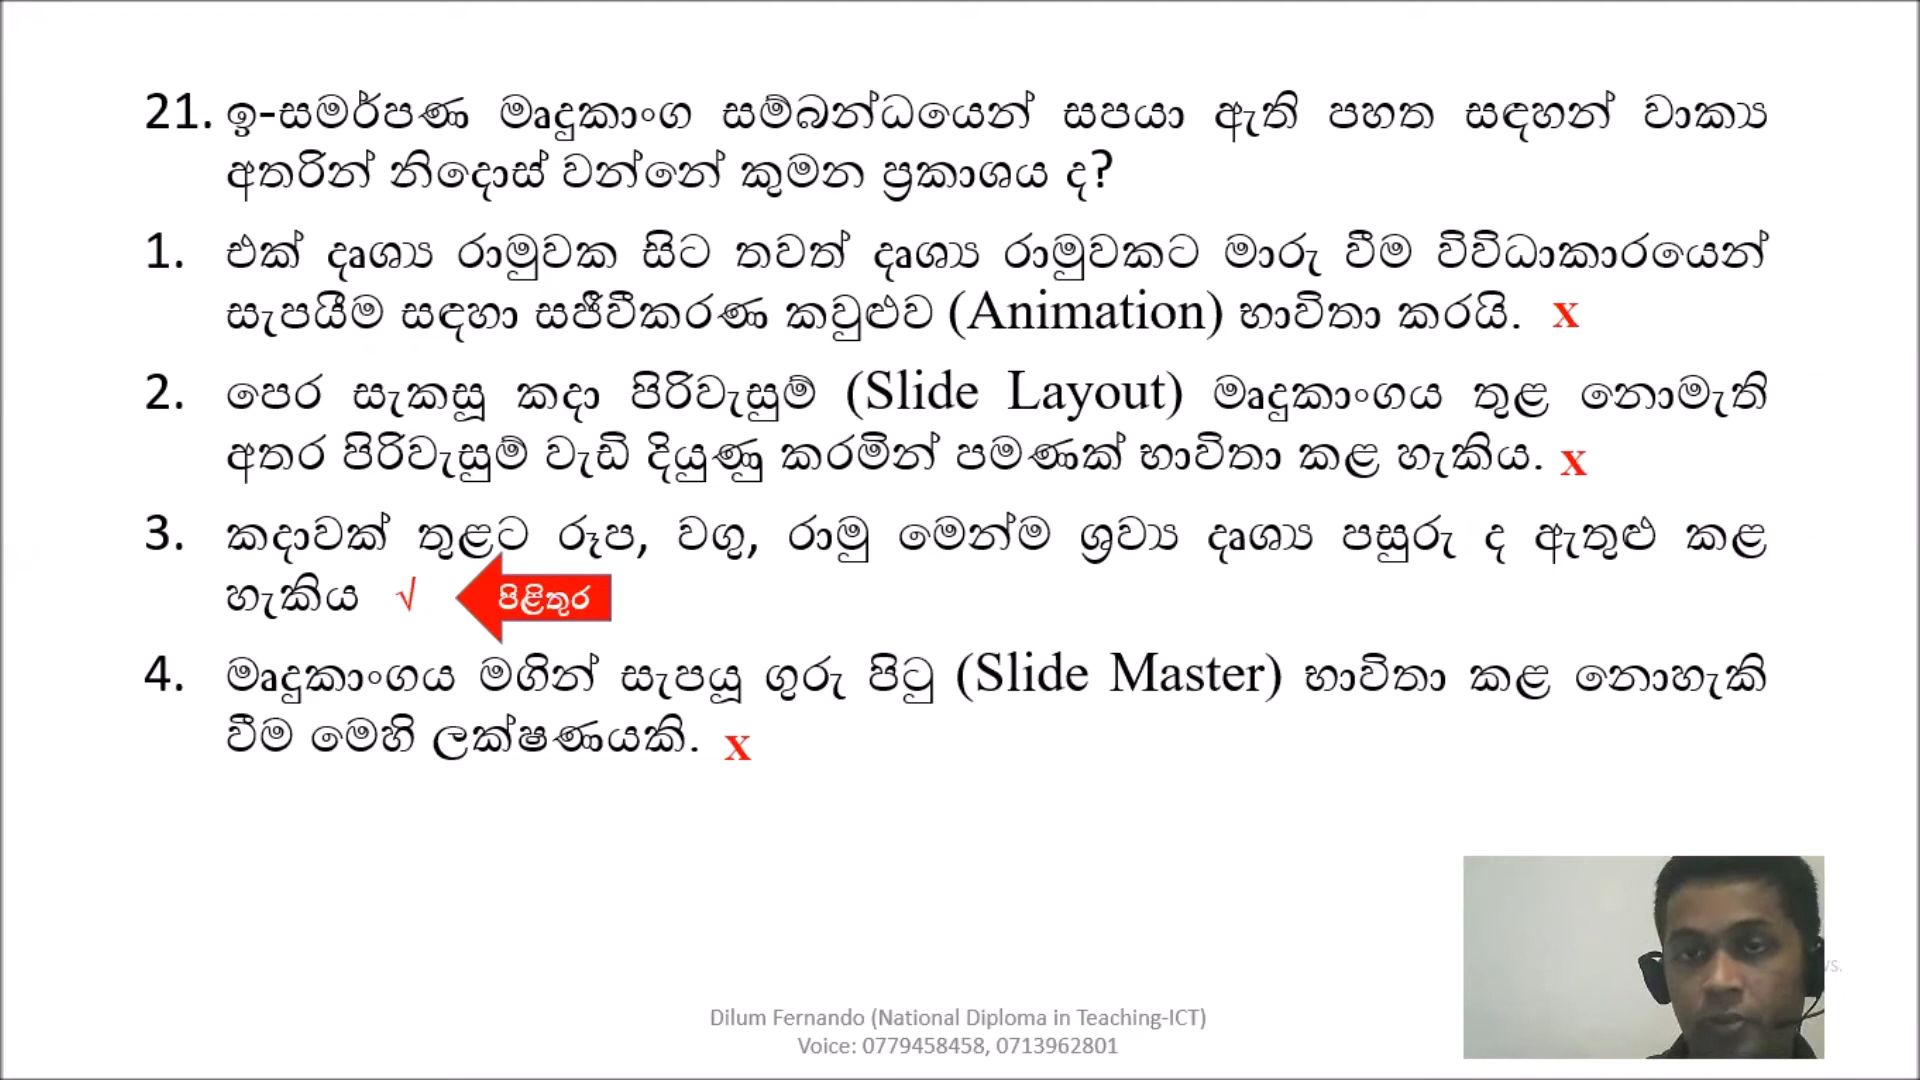 21. ඉ-සමර්පණ මෘදුකාංග සම්බන්ධයෙන් සපයා ඇති පහත සඳහන් වාක්‍ය
අතරින් නිදොස් වන්නේ කුමන ප්‍රකාශය ද?
1. එක් දෘශ්‍ය රාමුවක සිට තවත් දෘශ්‍ය රාමුවකට මාරු වීම විවිධාකාරයෙන්
සැපයීම සඳහා සජීවීකරණ කවුළුව (Animation) භාවිතා කරයි. x
2. පෙර සැකසූ කදා පිරිවැසුම් (Slide Layout) මෘදුකාංගය තුළ නොමැති
අතර පිරිවැසුම් වැඩි දියුණු කරමින් පමණක් භාවිතා කළ හැකිය. x
3. කදාවක් තුළට රූප, වගු, රාමු මෙන්ම ශ්‍රව්‍ය දෘශ්‍ය පසුරු ද ඇතුළු කළ
හැකිය √ පිළිතුර
4. මෘදුකාංගය මගින් සැපයූ ගුරු පිටු (Slide Master) භාවිතා කළ නොහැකි
වීම මෙහි ලක්ෂණයකි. x
Dilum Fernando (National Diploma in Teaching-ICT)
Voice: 0779458458, 0713962801